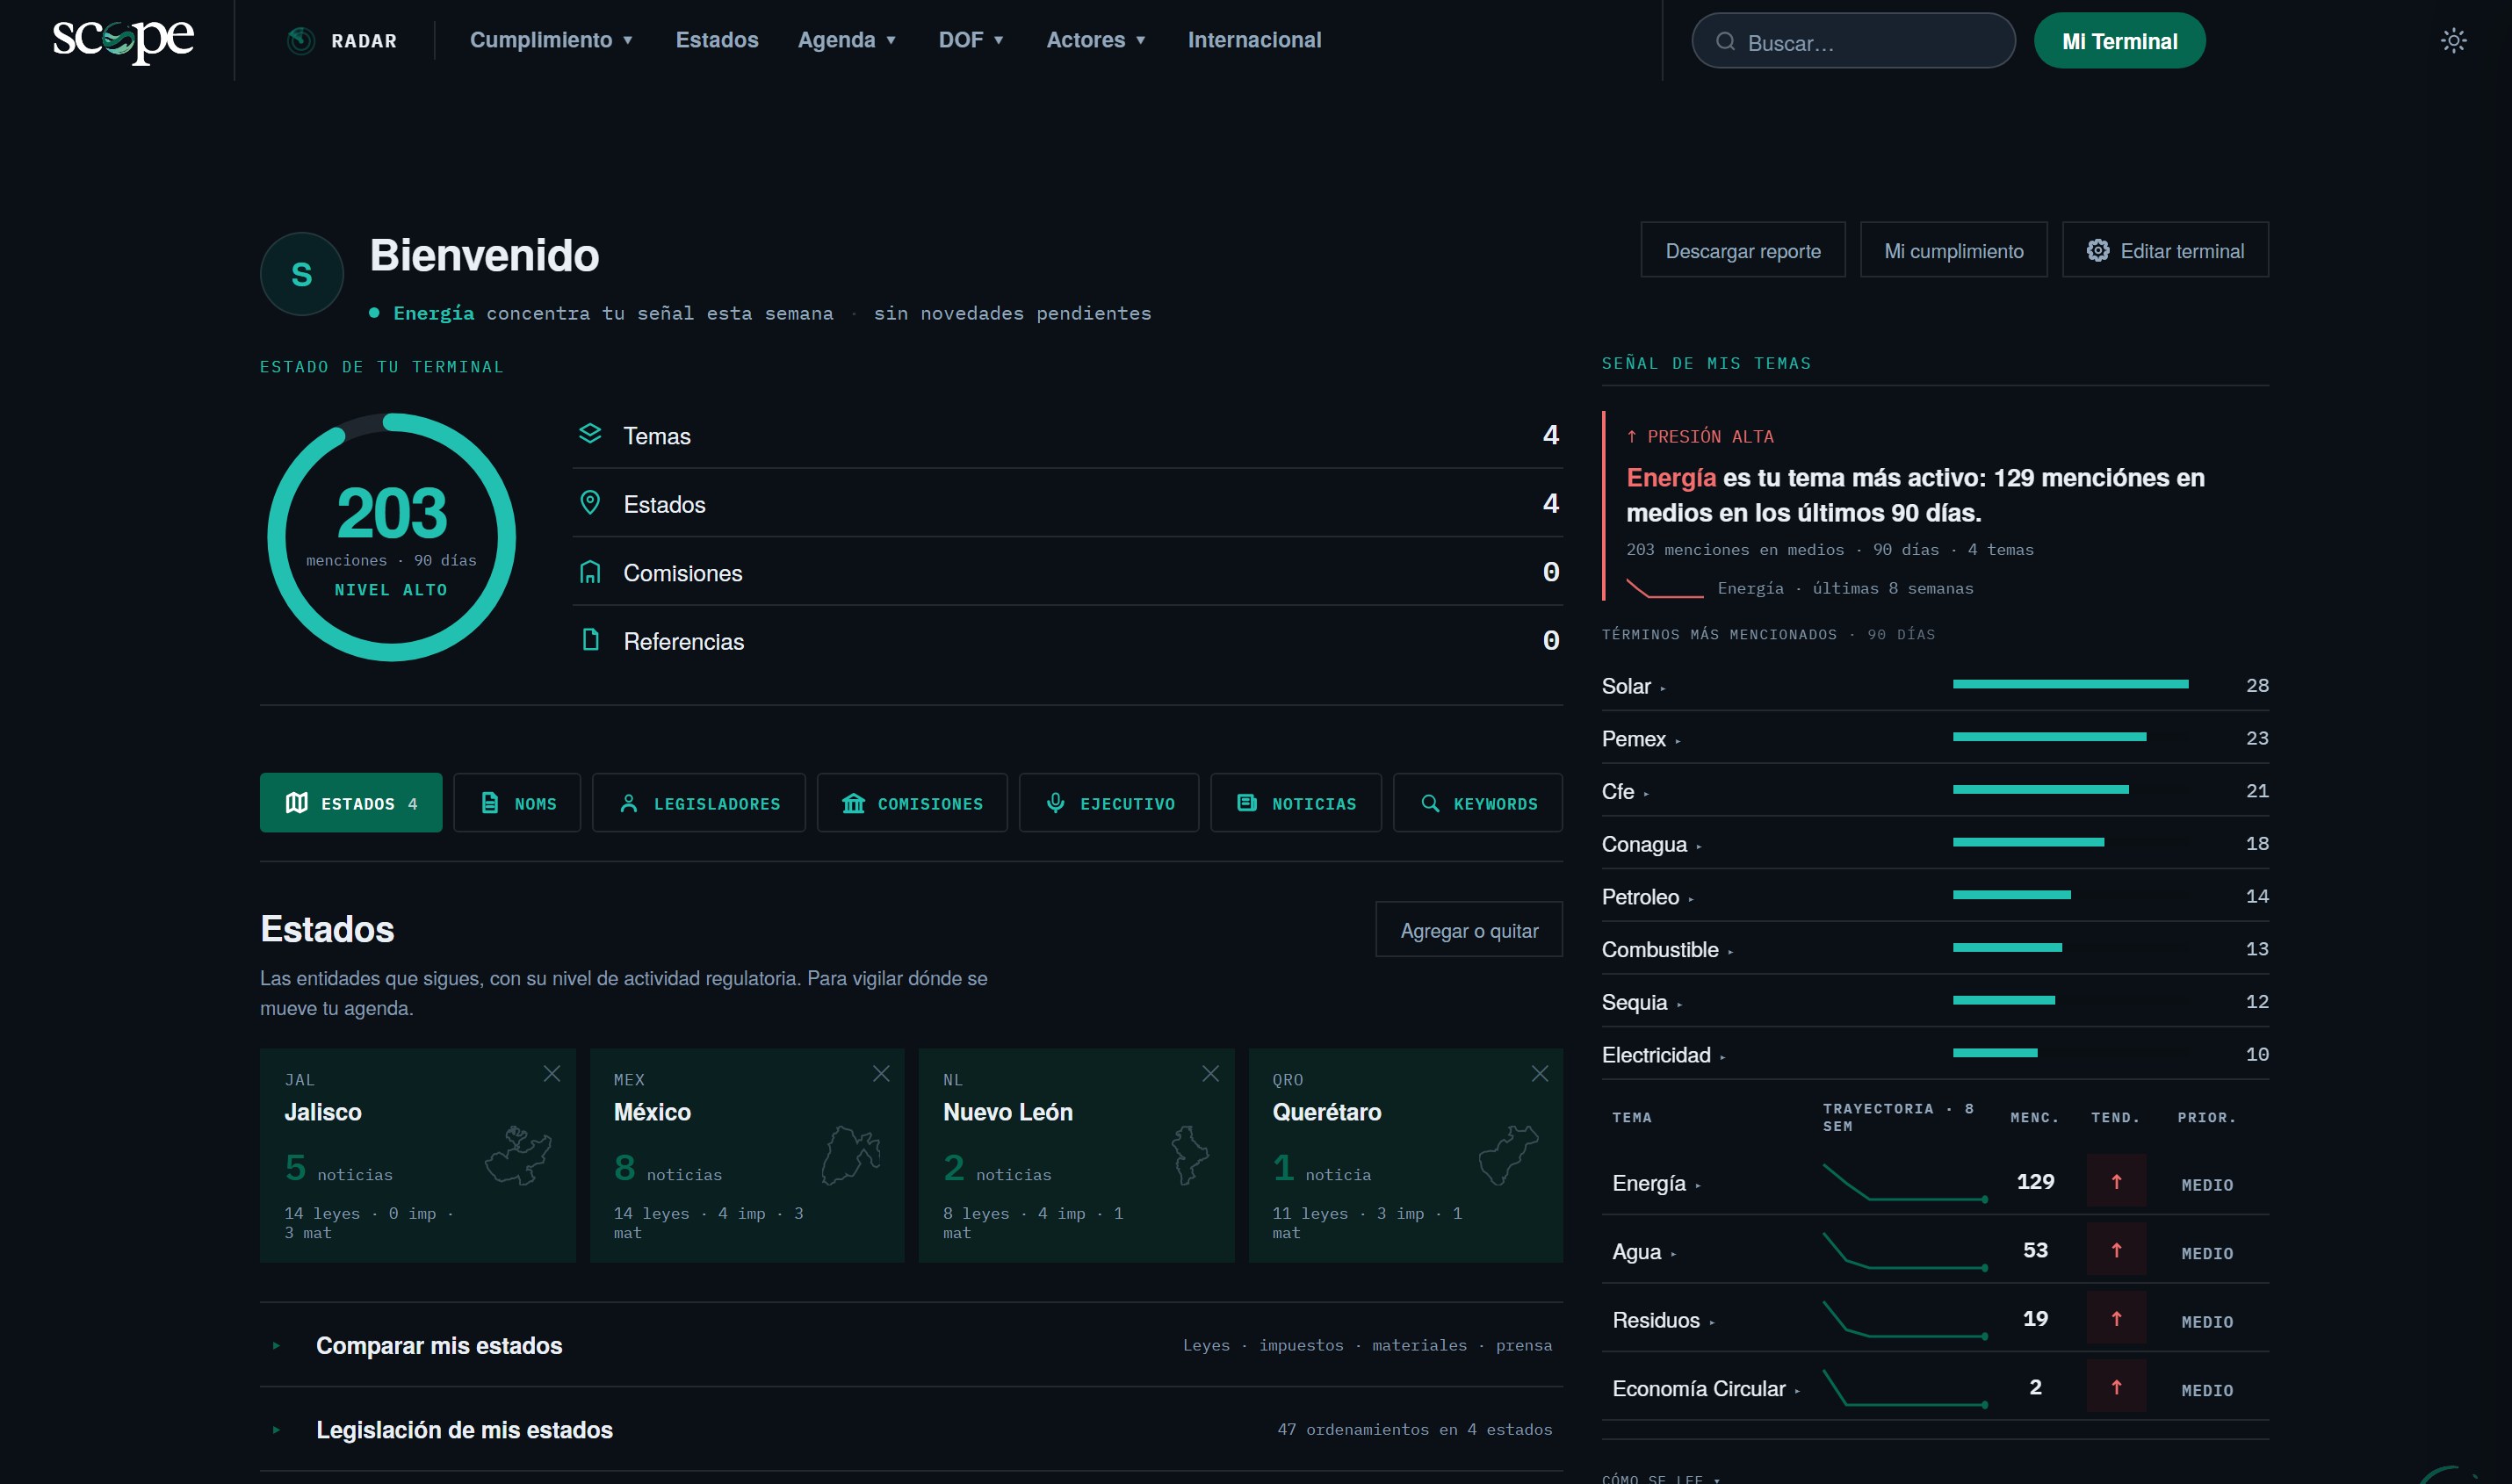 scope
RADAR
Cumplimiento ▼
Estados
Agenda ▼
DOF ▼
Actores ▼
Internacional
Buscar...
Mi Terminal
S
Bienvenido
Energía concentra tu señal esta semana · sin novedades pendientes
Descargar reporte
Mi cumplimiento
Editar terminal
ESTADO DE TU TERMINAL
203
menciones · 90 días
NIVEL ALTO
Temas 4
Estados 4
Comisiones 0
Referencias 0
ESTADOS 4
NOMS
LEGISLADORES
COMISIONES
EJECUTIVO
NOTICIAS
KEYWORDS
Estados
Agregar o quitar
Las entidades que sigues, con su nivel de actividad regulatoria. Para vigilar dónde se
mueve tu agenda.
JAL
Jalisco
5 noticias
14 leyes · 0 imp ·
3 mat
MEX
México
8 noticias
14 leyes · 4 imp · 3
mat
NL
Nuevo León
2 noticias
8 leyes · 4 imp · 1
mat
QRO
Querétaro
1 noticia
11 leyes · 3 imp · 1
mat
▸ Comparar mis estados
Leyes · impuestos · materiales · prensa
▸ Legislación de mis estados
47 ordenamientos en 4 estados
SEÑAL DE MIS TEMAS
↑ PRESIÓN ALTA
Energía es tu tema más activo: 129 menciónes en
medios en los últimos 90 días.
203 menciones en medios · 90 días · 4 temas
Energía · últimas 8 semanas
TÉRMINOS MÁS MENCIONADOS · 90 DÍAS
Solar ▸ 28
Pemex ▸ 23
Cfe ▸ 21
Conagua ▸ 18
Petroleo ▸ 14
Combustible ▸ 13
Sequia ▸ 12
Electricidad ▸ 10
TEMA
TRAYECTORIA · 8
SEM
MENC.
TEND.
PRIOR.
Energía ▸ 129 ↑ MEDIO
Agua ▸ 53 ↑ MEDIO
Residuos ▸ 19 ↑ MEDIO
Economía Circular ▸ 2 ↑ MEDIO
CÓMO SE LEE ▾